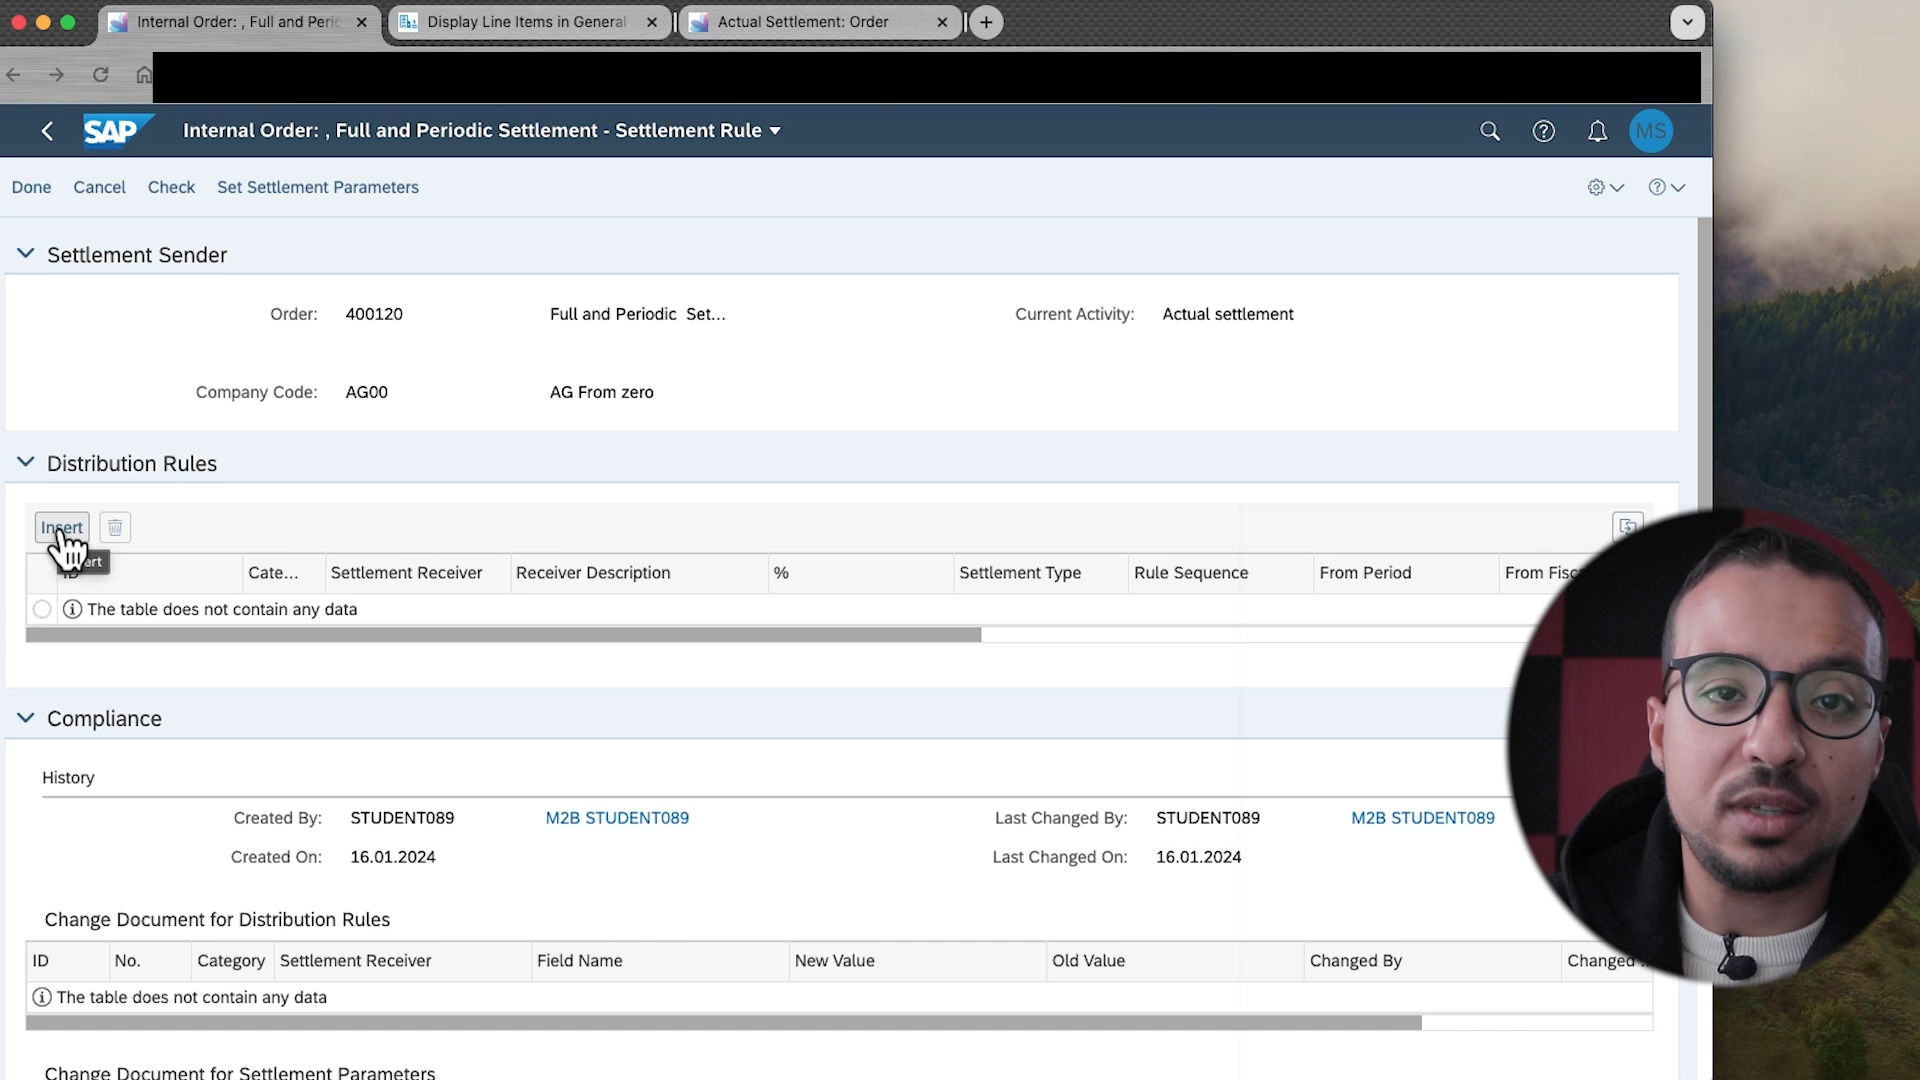 Internal Order: , Full and Peri
Display Line Items in General
Actual Settlement: Order
SAP
Internal Order: , Full and Periodic Settlement - Settlement Rule
MS
Done Cancel Check Set Settlement Parameters
Settlement Sender
Order: 400120 Full and Periodic Set... Current Activity: Actual settlement
Company Code: AG00 AG From zero
Distribution Rules
Insert
ID Cate... Settlement Receiver Receiver Description % Settlement Type Rule Sequence From Period From Fisc
The table does not contain any data
Compliance
History
Created By: STUDENT089 M2B STUDENT089 Last Changed By: STUDENT089 M2B STUDENT089
Created On: 16.01.2024 Last Changed On: 16.01.2024
Change Document for Distribution Rules
ID No. Category Settlement Receiver Field Name New Value Old Value Changed By Changed
The table does not contain any data
Change Document for Settlement Parameters